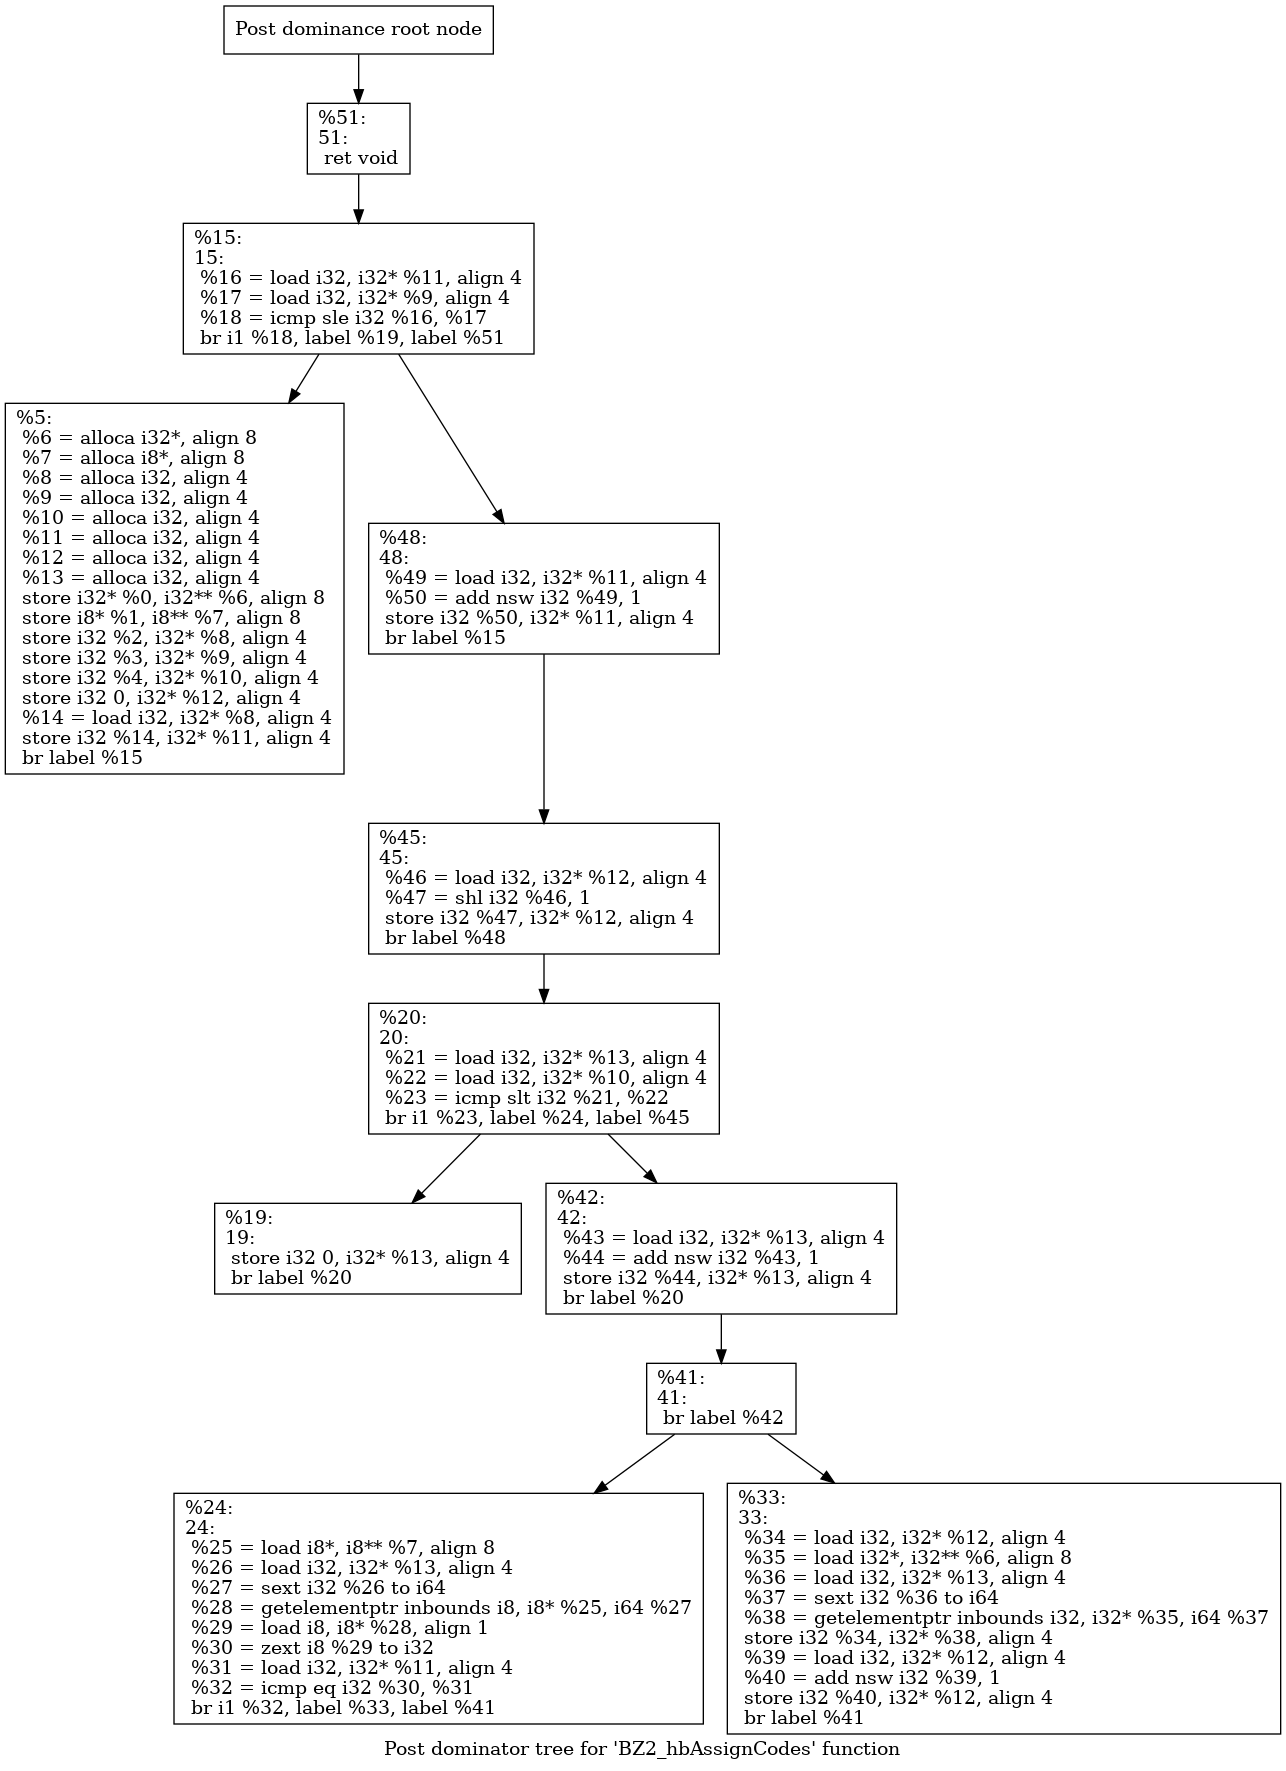 Post dominance root node
%51:
51:
ret void
%15:
15:
%16 = load i32, i32* %11, align 4
%17 = load i32, i32* %9, align 4
%18 = icmp sle i32 %16, %17
br i1 %18, label %19, label %51
%5:
%6 = alloca i32*, align 8
%7 = alloca i8*, align 8
%8 = alloca i32, align 4
%9 = alloca i32, align 4
%10 = alloca i32, align 4
%11 = alloca i32, align 4
%12 = alloca i32, align 4
%13 = alloca i32, align 4
store i32* %0, i32** %6, align 8
store i8* %1, i8** %7, align 8
store i32 %2, i32* %8, align 4
store i32 %3, i32* %9, align 4
store i32 %4, i32* %10, align 4
store i32 0, i32* %12, align 4
%14 = load i32, i32* %8, align 4
store i32 %14, i32* %11, align 4
br label %15
%48:
48:
%49 = load i32, i32* %11, align 4
%50 = add nsw i32 %49, 1
store i32 %50, i32* %11, align 4
br label %15
%45:
45:
%46 = load i32, i32* %12, align 4
%47 = shl i32 %46, 1
store i32 %47, i32* %12, align 4
br label %48
%20:
20:
%21 = load i32, i32* %13, align 4
%22 = load i32, i32* %10, align 4
%23 = icmp slt i32 %21, %22
br i1 %23, label %24, label %45
%19:
19:
store i32 0, i32* %13, align 4
br label %20
%42:
42:
%43 = load i32, i32* %13, align 4
%44 = add nsw i32 %43, 1
store i32 %44, i32* %13, align 4
br label %20
%41:
41:
br label %42
%24:
24:
%25 = load i8*, i8** %7, align 8
%26 = load i32, i32* %13, align 4
%27 = sext i32 %26 to i64
%28 = getelementptr inbounds i8, i8* %25, i64 %27
%29 = load i8, i8* %28, align 1
%30 = zext i8 %29 to i32
%31 = load i32, i32* %11, align 4
%32 = icmp eq i32 %30, %31
br i1 %32, label %33, label %41
%33:
33:
%34 = load i32, i32* %12, align 4
%35 = load i32*, i32** %6, align 8
%36 = load i32, i32* %13, align 4
%37 = sext i32 %36 to i64
%38 = getelementptr inbounds i32, i32* %35, i64 %37
store i32 %34, i32* %38, align 4
%39 = load i32, i32* %12, align 4
%40 = add nsw i32 %39, 1
store i32 %40, i32* %12, align 4
br label %41
Post dominator tree for 'BZ2_hbAssignCodes' function